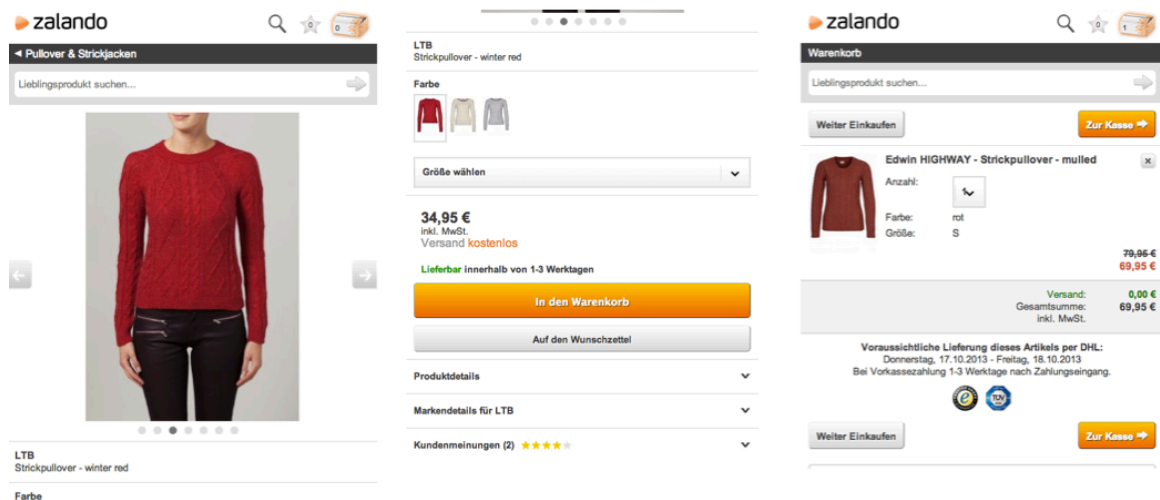 zalando
0
0
◄ Pullover & Strickjacken
Lieblingsprodukt suchen...
LTB
Strickpullover - winter red
Farbe
LTB
Strickpullover - winter red
Farbe
Größe wählen
34,95 €
inkl. MwSt.
Versand kostenlos
Lieferbar innerhalb von 1-3 Werktagen
In den Warenkorb
Auf den Wunschzettel
Produktdetails
Markendetails für LTB
Kundenmeinungen (2)
zalando
0
1
Warenkorb
Lieblingsprodukt suchen...
Weiter Einkaufen
Zur Kasse
Edwin HIGHWAY - Strickpullover - mulled
Anzahl:
1
Farbe: rot
Größe: S
79,95 €
69,95 €
Versand: 0,00 €
Gesamtsumme: 69,95 €
inkl. MwSt.
Voraussichtliche Lieferung dieses Artikels per DHL:
Donnerstag, 17.10.2013 - Freitag, 18.10.2013
Bei Vorkassezahlung 1-3 Werktage nach Zahlungseingang.
TÜV
Weiter Einkaufen
Zur Kasse